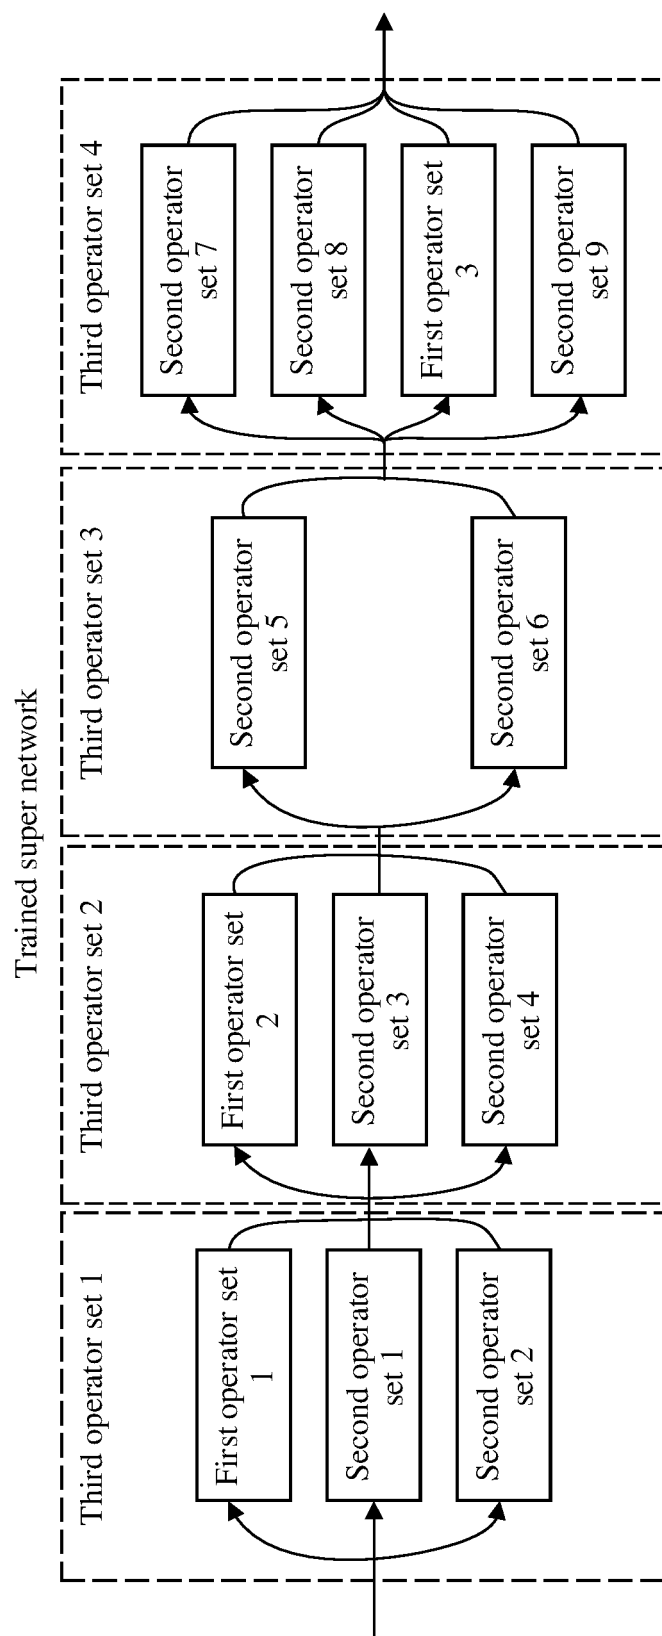 Trained super network
Third operator set 1
First operator set
1
Second operator
set 1
Second operator
set 2
Third operator set 2
First operator set
2
Second operator
set 3
Second operator
set 4
Third operator set 3
Second operator
set 5
Second operator
set 6
Third operator set 4
Second operator
set 7
Second operator
set 8
First operator set
3
Second operator
set 9